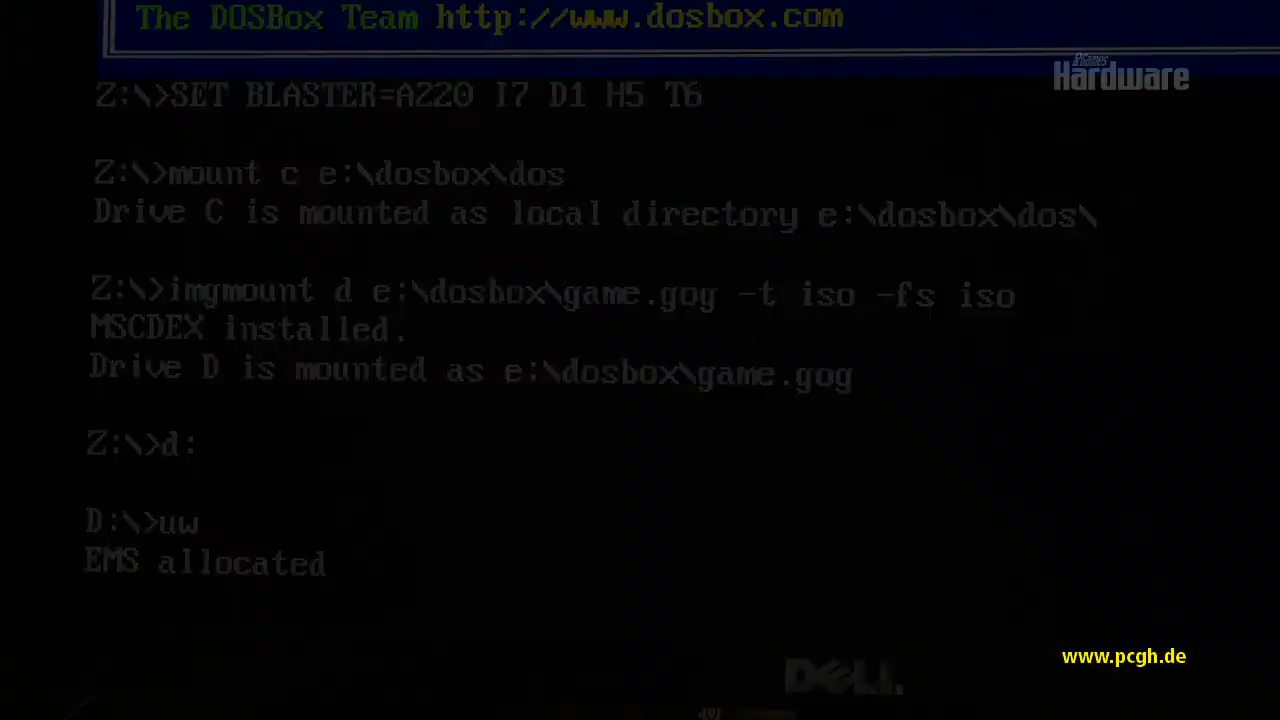 The DOSBox Team http://www.dosbox.com
PCGames
Hardware
Z:\>SET BLASTER=A220 I7 D1 H5 T6
Z:\>mount c e:\dosbox\dos
Drive C is mounted as local directory e:\dosbox\dos\
Z:\>imgmount d e:\dosbox\game.gog -t iso -fs iso
MSCDEX installed.
Drive D is mounted as e:\dosbox\game.gog
Z:\>d:
D:\>uw
EMS allocated
www.pcgh.de
DELL